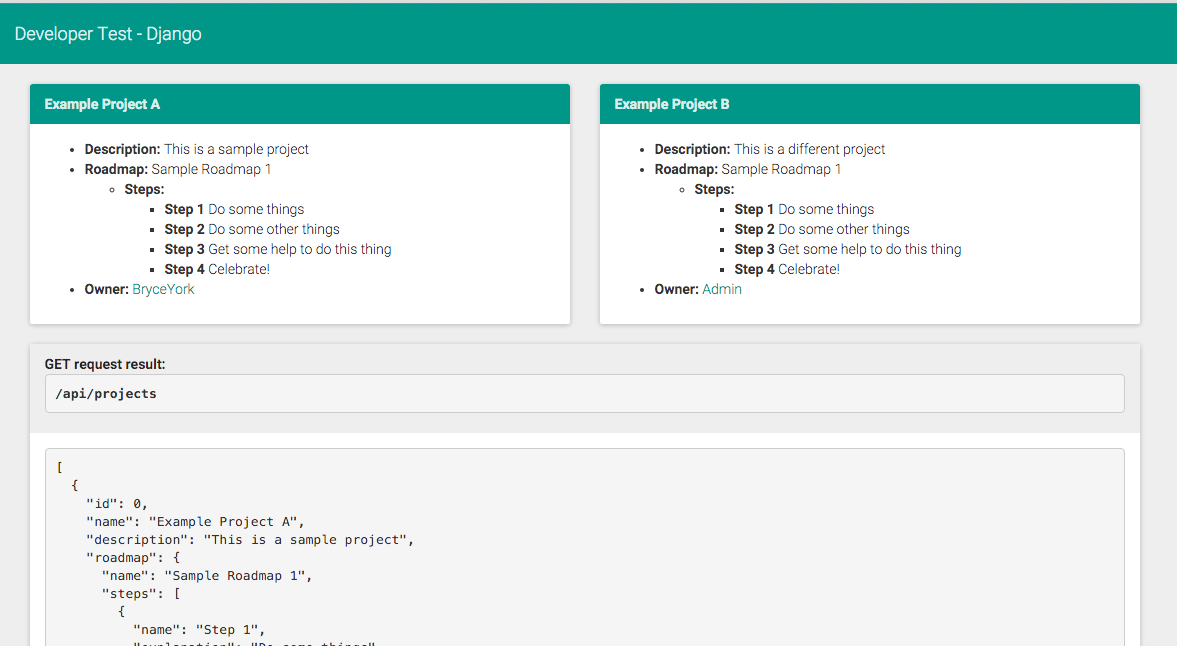 Developer Test - Django
Example Project A
Description: This is a sample project
Roadmap: Sample Roadmap 1
Steps:
Step 1 Do some things
Step 2 Do some other things
Step 3 Get some help to do this thing
Step 4 Celebrate!
Owner: BryceYork
Example Project B
Description: This is a different project
Roadmap: Sample Roadmap 1
Steps:
Step 1 Do some things
Step 2 Do some other things
Step 3 Get some help to do this thing
Step 4 Celebrate!
Owner: Admin
GET request result:
/api/projects
[
{
"id": 0,
"name": "Example Project A",
"description": "This is a sample project",
"roadmap": {
"name": "Sample Roadmap 1",
"steps": [
{
"name": "Step 1",
"explanation": "Do some things"